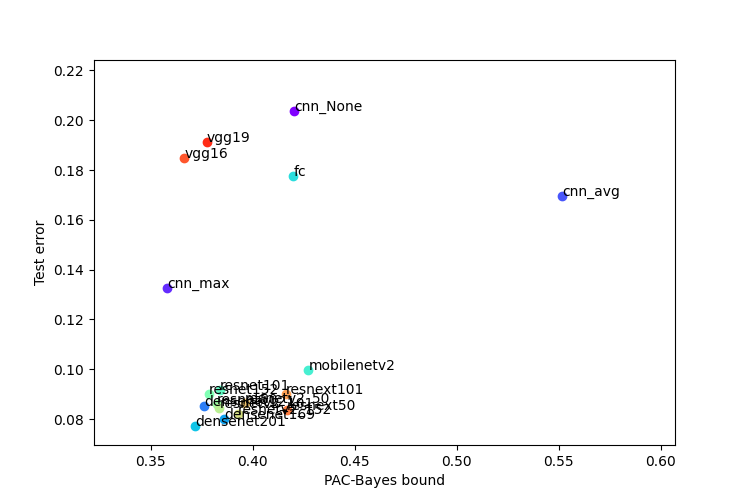 0.22
0.20
0.18
0.16
0.14
0.12
0.10
0.08
Test error
cnn_None
vgg19
vgg16
fc
cnn_avg
cnn_max
mobilenetv2
resnet101
resnet152
resnext101
resnext50
densenet169
densenet201
0.35
0.40
0.45
0.50
0.55
0.60
PAC-Bayes bound